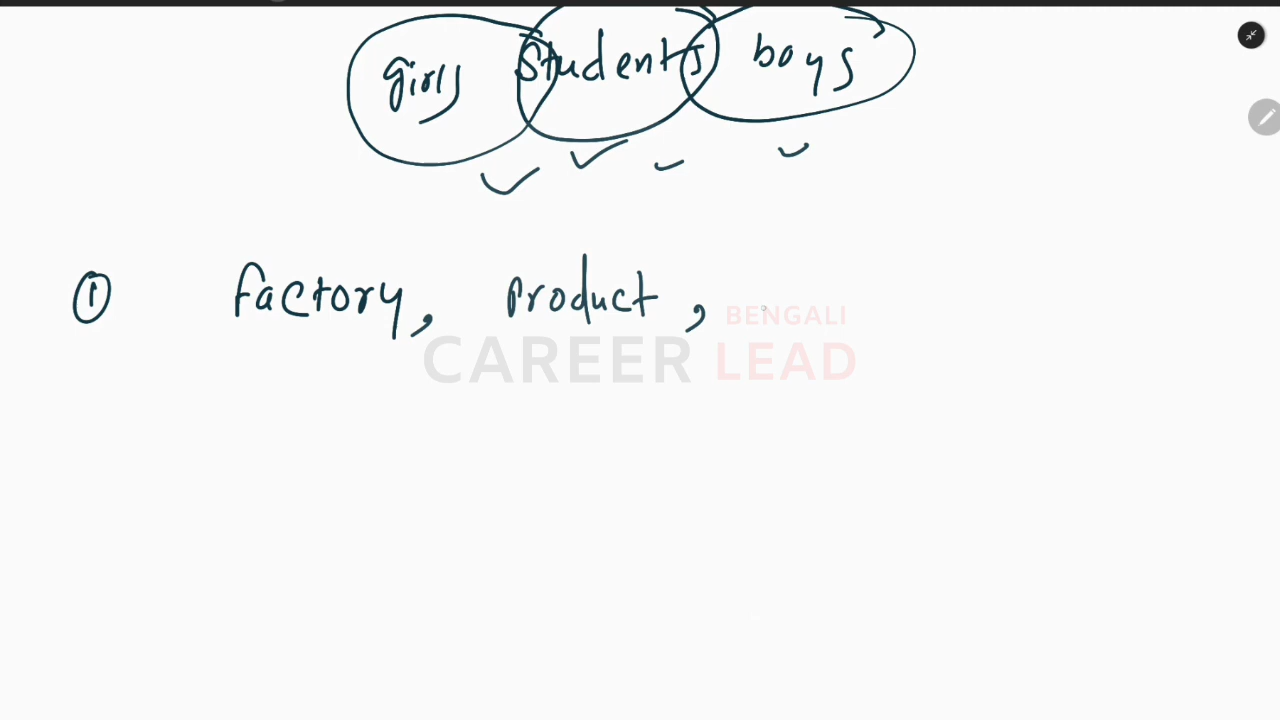 girls students boys
① factory, product,
BENGALI
CAREER LEAD